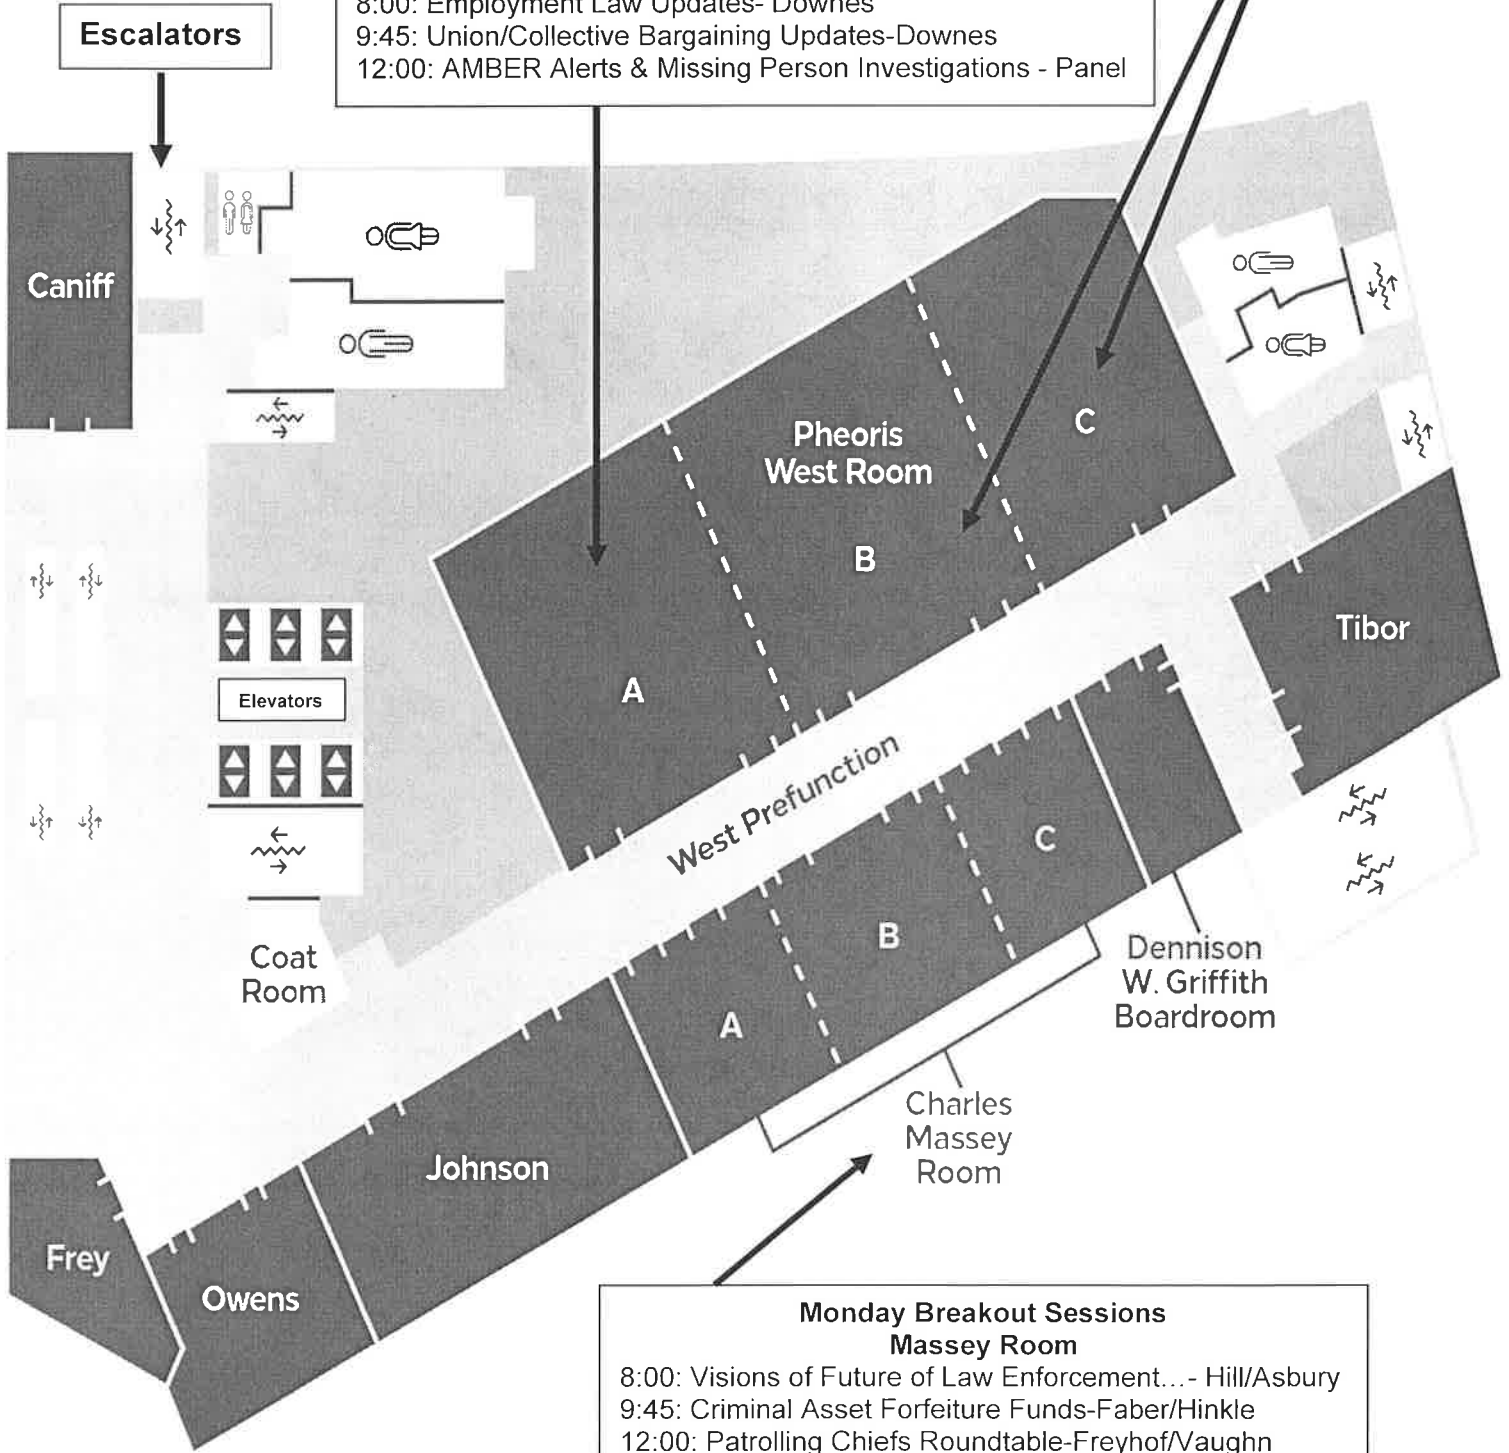 8:00: Employment Law Updates- Downes
Escalators
9:45: Union/Collective Bargaining Updates-Downes
12:00: AMBER Alerts & Missing Person Investigations - Panel
Caniff
C
Pheoris
West Room
B
Tibor
A
Elevators
West Prefunction
C
B
Coat
Room
Dennison
W. Griffith
Boardroom
A
Charles
Massey
Room
Johnson
Frey
Owens
Monday Breakout Sessions
Massey Room
8:00: Visions of Future of Law Enforcement...- Hill/Asbury
9:45: Criminal Asset Forfeiture Funds-Faber/Hinkle
12:00: Patrolling Chiefs Roundtable-Freyhof/Vaughn